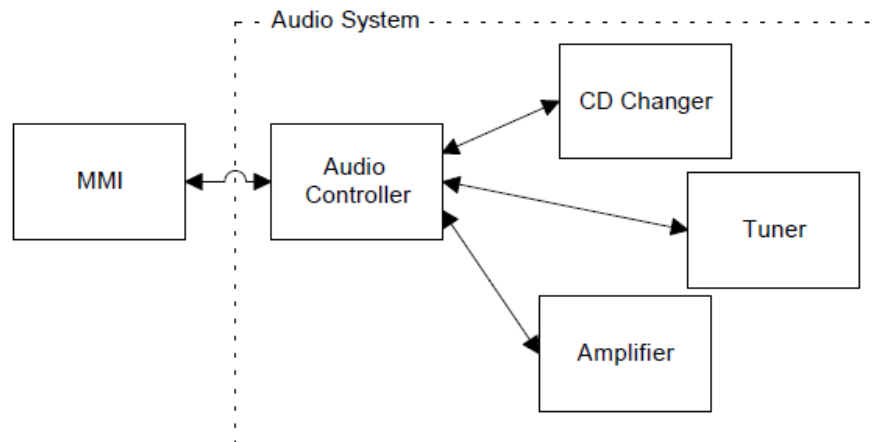 Audio System
CD Changer
MMI
Audio
Controller
Tuner
Amplifier